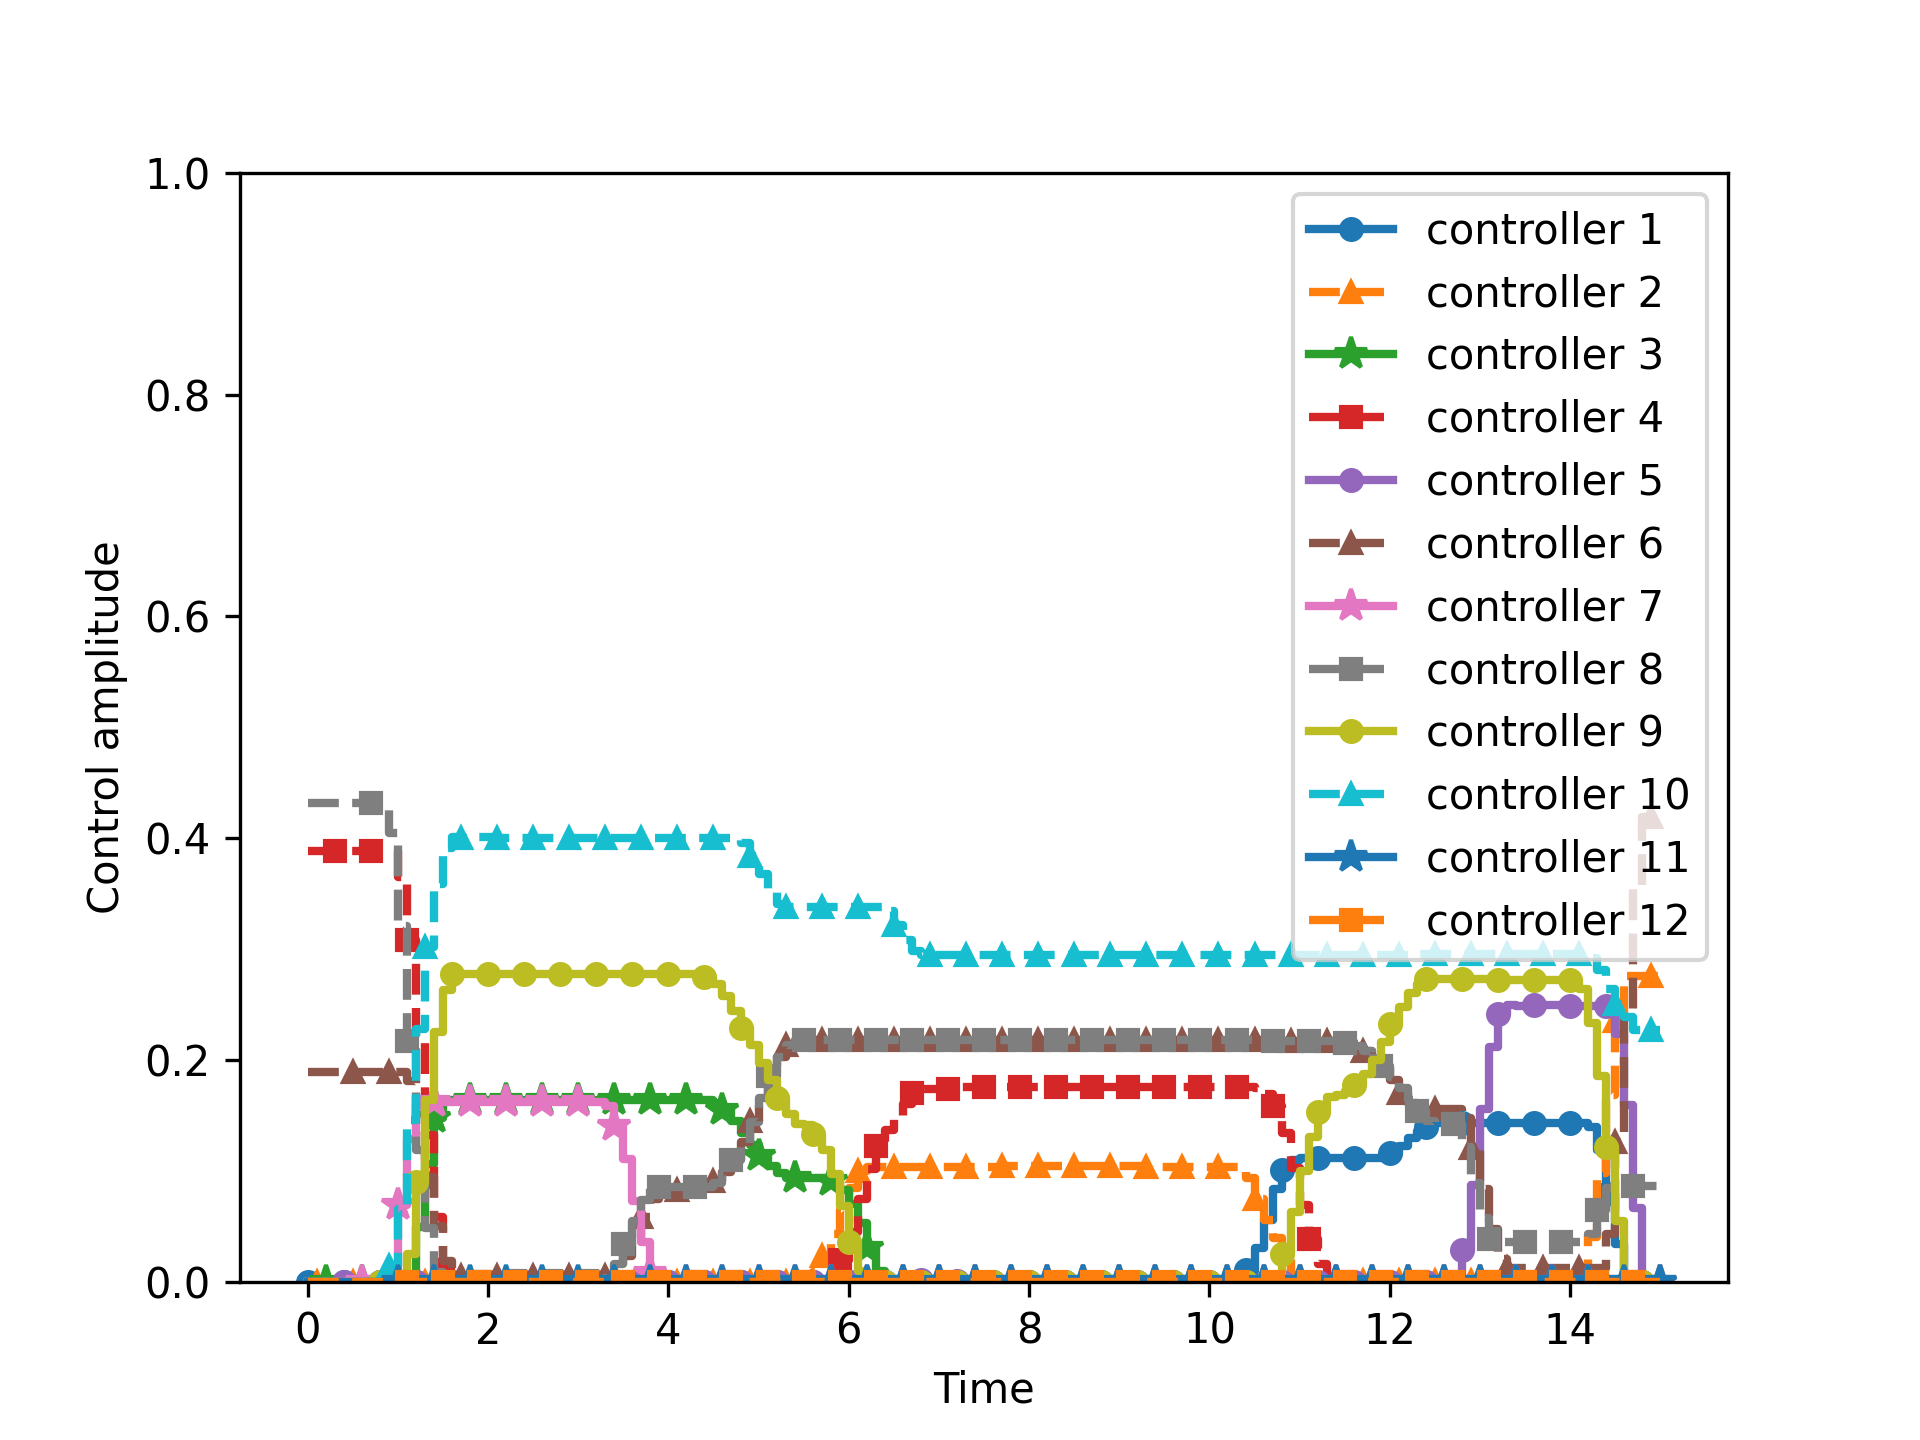 1.0
0.8
0.6
0.4
0.2
0.0
Control amplitude
0 2 4 6 8 10 12 14
Time
controller 1
controller 2
controller 3
controller 4
controller 5
controller 6
controller 7
controller 8
controller 9
controller 10
controller 11
controller 12